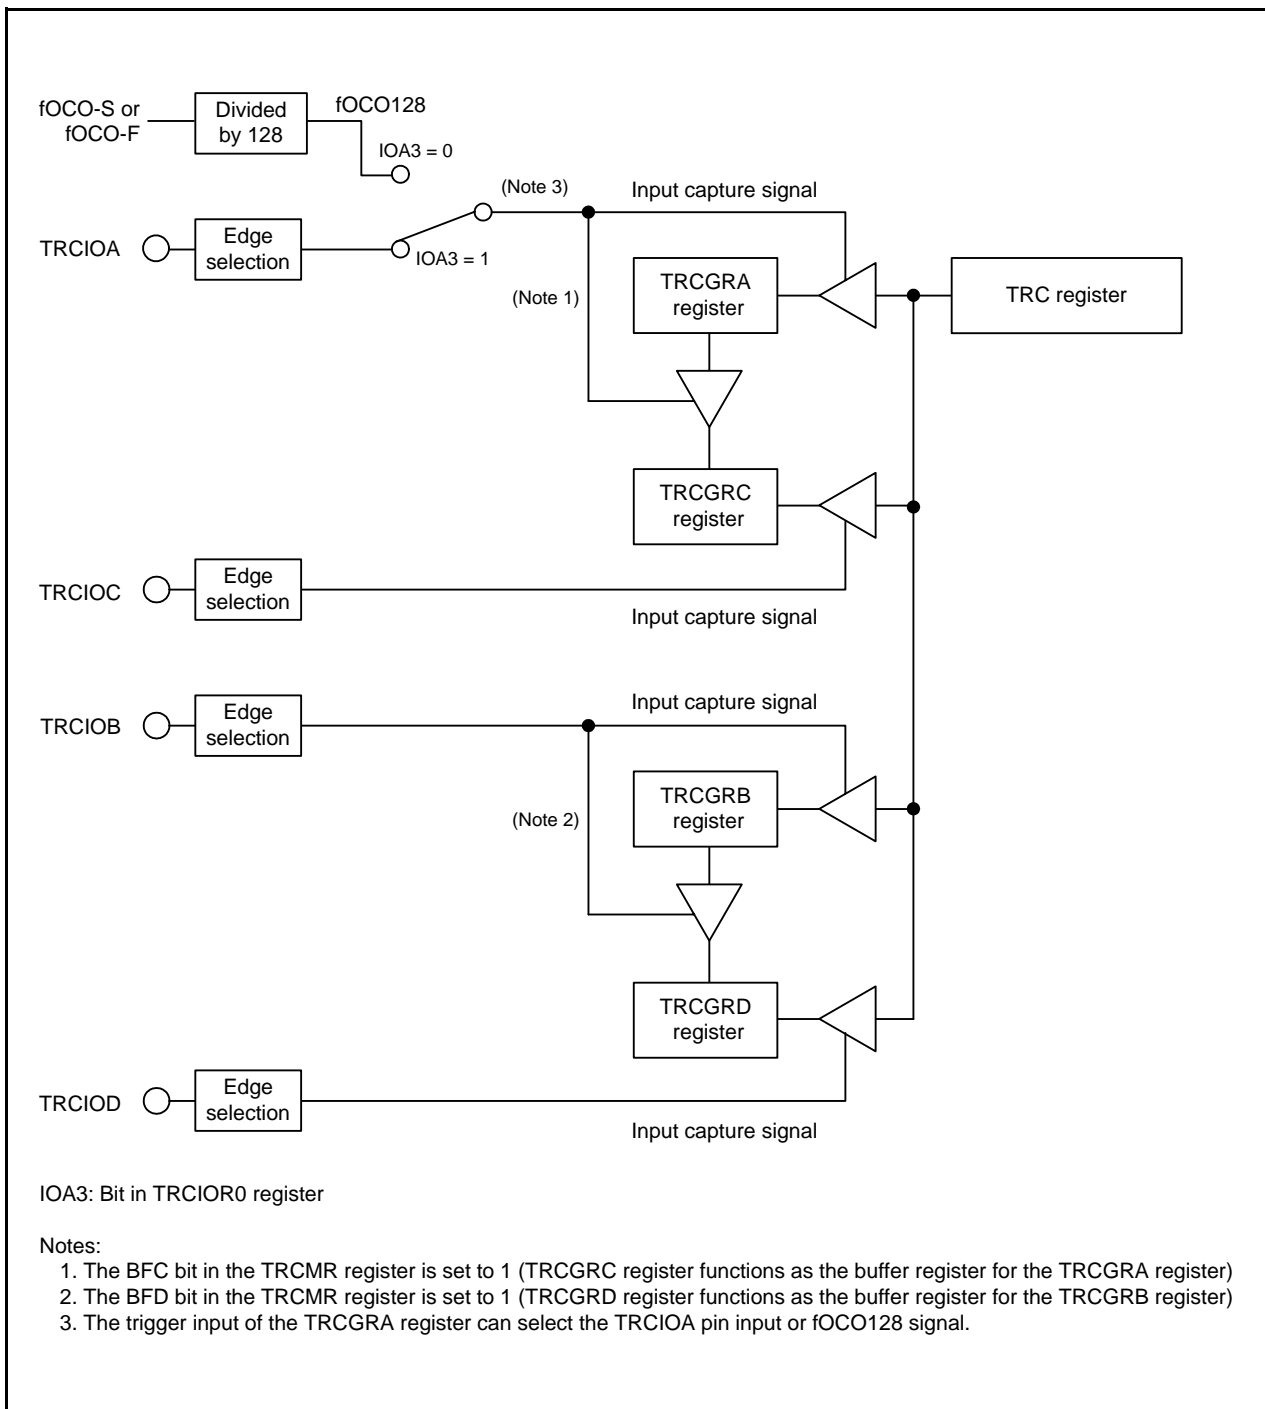 fOCO-S or
fOCO-F
Divided
by 128
fOCO128
IOA3 = 0
(Note 3)
Input capture signal
TRCIOA
Edge
selection
IOA3 = 1
(Note 1)
TRCGRA
register
TRC register
TRCGRC
register
TRCIOC
Edge
selection
Input capture signal
Input capture signal
TRCIOB
Edge
selection
(Note 2)
TRCGRB
register
TRCGRD
register
TRCIOD
Edge
selection
Input capture signal
IOA3: Bit in TRCIOR0 register
Notes:
1. The BFC bit in the TRCMR register is set to 1 (TRCGRC register functions as the buffer register for the TRCGRA register)
2. The BFD bit in the TRCMR register is set to 1 (TRCGRD register functions as the buffer register for the TRCGRB register)
3. The trigger input of the TRCGRA register can select the TRCIOA pin input or fOCO128 signal.